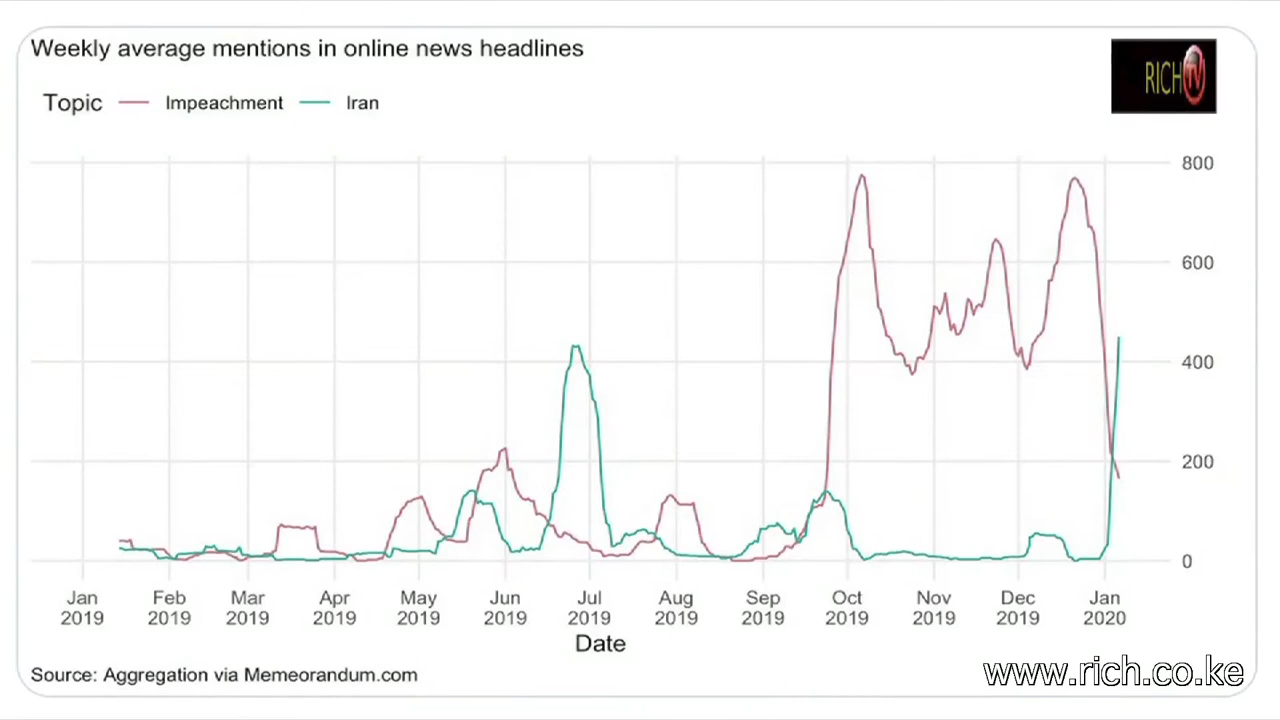 Weekly average mentions in online news headlines
RICH TV
Topic Impeachment Iran
800
600
400
200
0
Jan Feb Mar Apr May Jun Jul Aug Sep Oct Nov Dec Jan
2019 2019 2019 2019 2019 2019 2019 2019 2019 2019 2019 2019 2020
Date
Source: Aggregation via Memeorandum.com
www.rich.co.ke